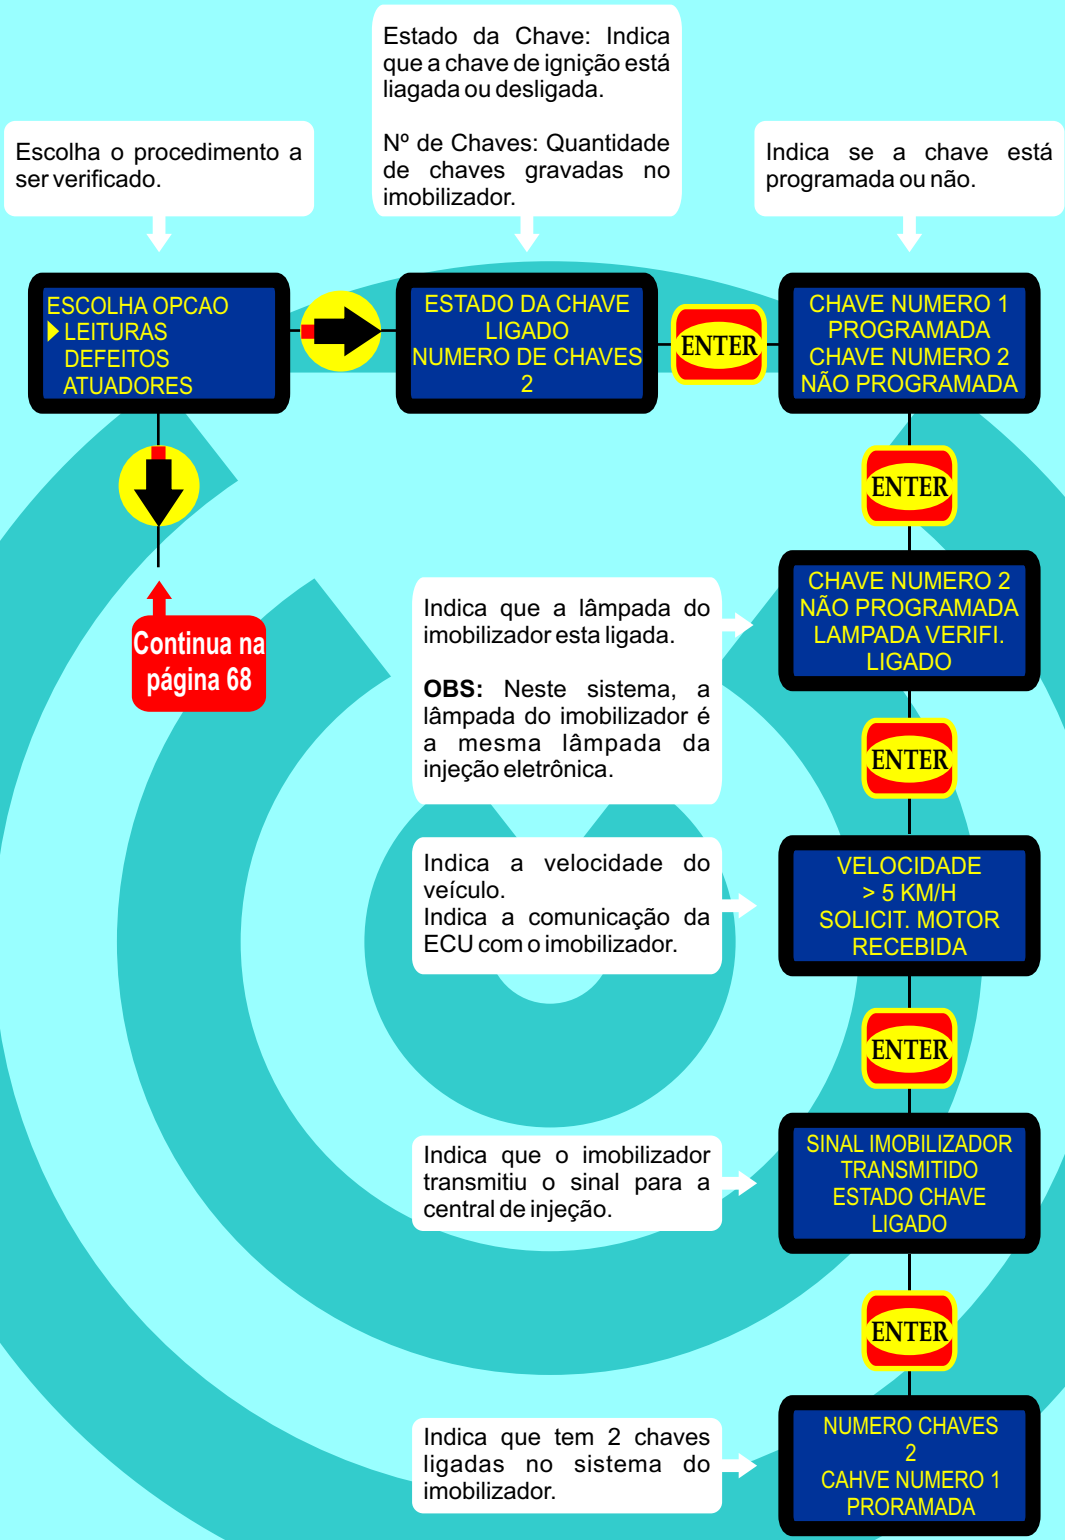 Estado da Chave: Indica
que a chave de ignição está
liagada ou desligada.
Nº de Chaves: Quantidade
de chaves gravadas no
imobilizador.
Escolha o procedimento a
ser verificado.
Indica se a chave está
programada ou não.
ESCOLHA OPCAO
LEITURAS
DEFEITOS
ATUADORES
ESTADO DA CHAVE
LIGADO
NUMERO DE CHAVES
2
ENTER
CHAVE NUMERO 1
PROGRAMADA
CHAVE NUMERO 2
NÃO PROGRAMADA
ENTER
Continua na
página 68
Indica que a lâmpada do
imobilizador esta ligada.
OBS: Neste sistema, a
lâmpada do imobilizador é
a mesma lâmpada da
injeção eletrônica.
CHAVE NUMERO 2
NÃO PROGRAMADA
LAMPADA VERIFI.
LIGADO
ENTER
Indica a velocidade do
veículo.
Indica a comunicação da
ECU com o imobilizador.
VELOCIDADE
> 5 KM/H
SOLICIT. MOTOR
RECEBIDA
ENTER
Indica que o imobilizador
transmitiu o sinal para a
central de injeção.
SINAL IMOBILIZADOR
TRANSMITIDO
ESTADO CHAVE
LIGADO
ENTER
Indica que tem 2 chaves
ligadas no sistema do
imobilizador.
NUMERO CHAVES
2
CAHVE NUMERO 1
PRORAMADA